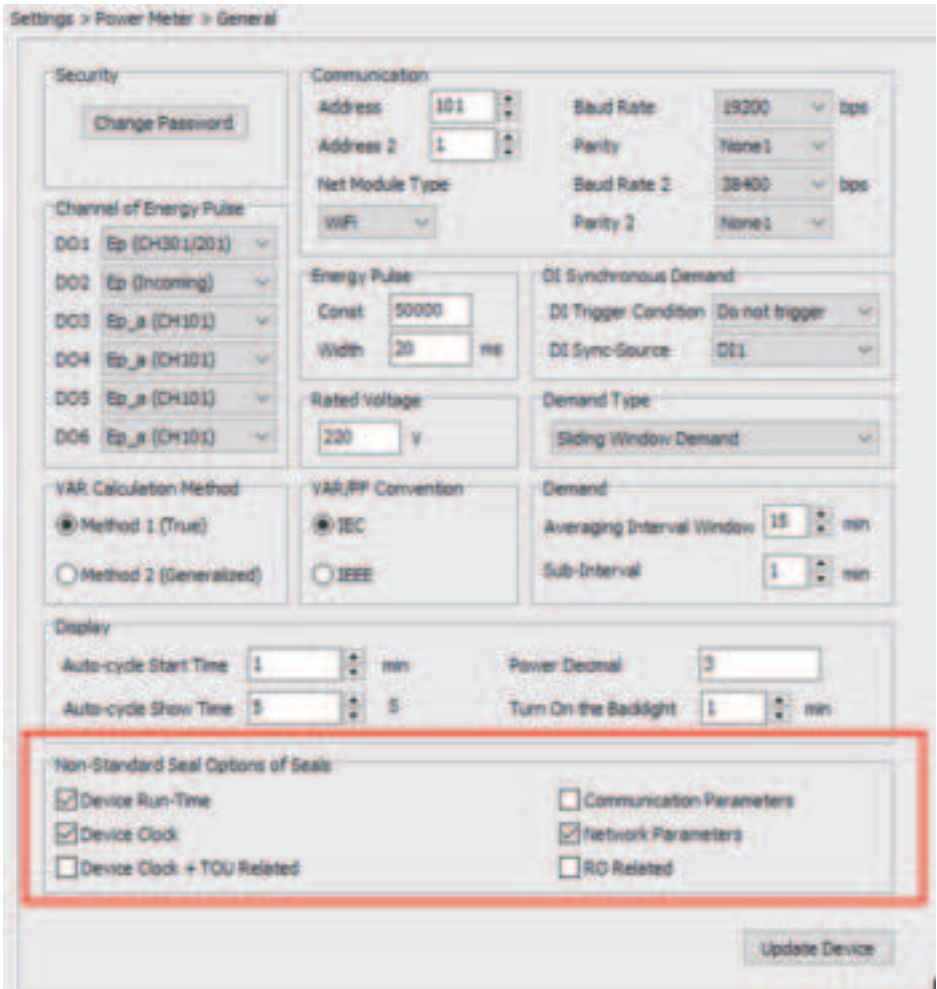 Settings > Power Meter > General
Security
Change Password
Communication
Address 101 Baud Rate 19200 bps
Address 2 1 Parity None1
Net Module Type Baud Rate 2 38400 bps
WiFi Parity 2 None1
Channel of Energy Pulse
DO1 Ep (CH301/201)
DO2 Ep (Incoming)
DO3 Ep_a (CH101)
DO4 Ep_a (CH101)
DO5 Ep_a (CH101)
DO6 Ep_a (CH101)
Energy Pulse
Const 50000
Width 20 ms
DI Synchronous Demand
DI Trigger Condition Do not trigger
DI Sync-Source DI1
Rated Voltage
220 V
Demand Type
Sliding Window Demand
VAR Calculation Method
Method 1 (True)
Method 2 (Generalized)
VAR/PF Convention
IEC
IEEE
Demand
Averaging Interval Window 15 min
Sub-Interval 1 min
Display
Auto-cycle Start Time 1 min Power Decimal 3
Auto-cycle Show Time 5 S Turn On the Backlight 1 min
Non-Standard Seal Options of Seals
Device Run-Time Communication Parameters
Device Clock Network Parameters
Device Clock + TOU Related RO Related
Update Device